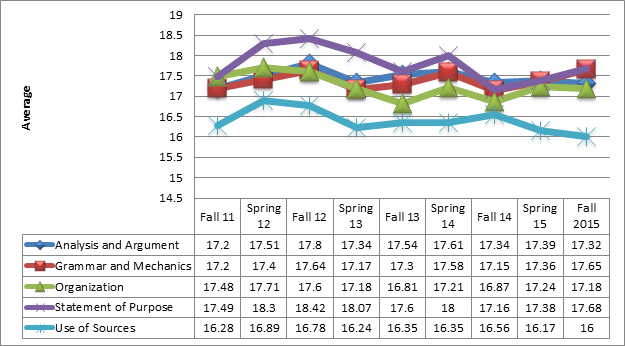 19
18.5
18
17.5
17
16.5
16
15.5
15
14.5
Average
Fall 11 Spring 12 Fall 12 Spring 13 Fall 13 Spring 14 Fall 14 Spring 15 Fall 2015
Analysis and Argument 17.2 17.51 17.8 17.34 17.54 17.61 17.34 17.39 17.32
Grammar and Mechanics 17.2 17.4 17.64 17.17 17.3 17.58 17.15 17.36 17.65
Organization 17.48 17.71 17.6 17.18 16.81 17.21 16.87 17.24 17.18
Statement of Purpose 17.49 18.3 18.42 18.07 17.6 18 17.16 17.38 17.68
Use of Sources 16.28 16.89 16.78 16.24 16.35 16.35 16.56 16.17 16